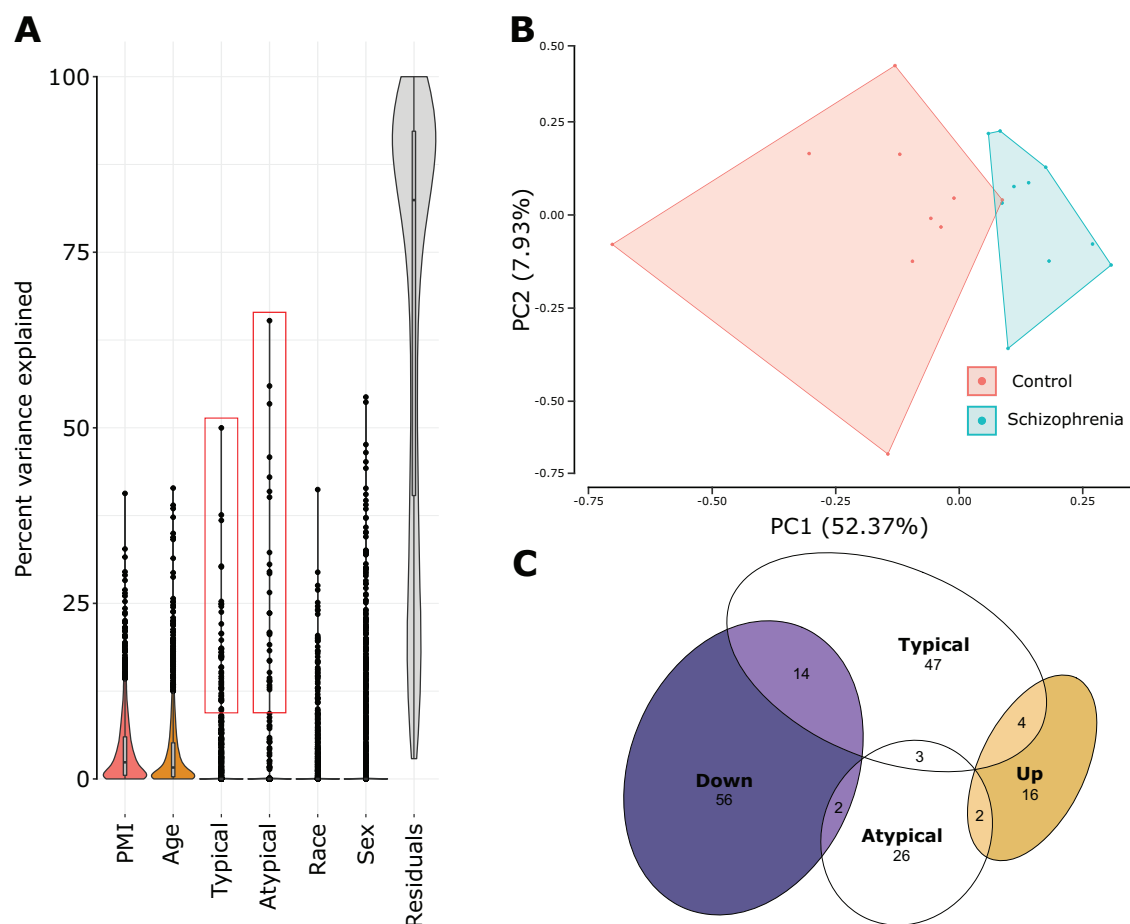 A
Percent variance explained
100
75
50
25
0
PMI
Age
Typical
Atypical
Race
Sex
Residuals
B
PC2 (7.93%)
0.50
0.25
0.00
-0.25
-0.50
-0.75
-0.75
-0.50
-0.25
0.00
0.25
PC1 (52.37%)
Control
Schizophrenia
C
Typical
47
14
4
3
Down
56
Up
16
2
2
Atypical
26